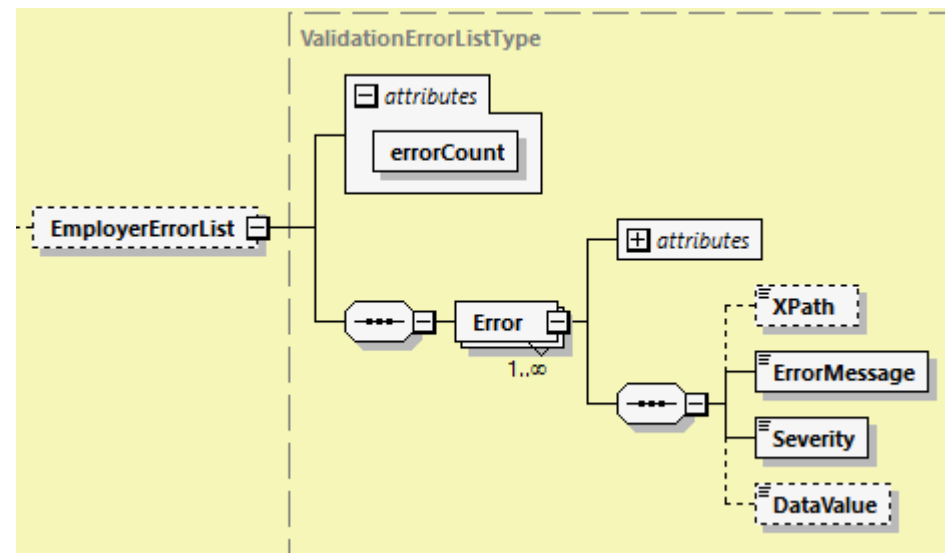 ValidationErrorListType
attributes
errorCount
EmployerErrorList
attributes
Error
1..∞
XPath
ErrorMessage
Severity
DataValue